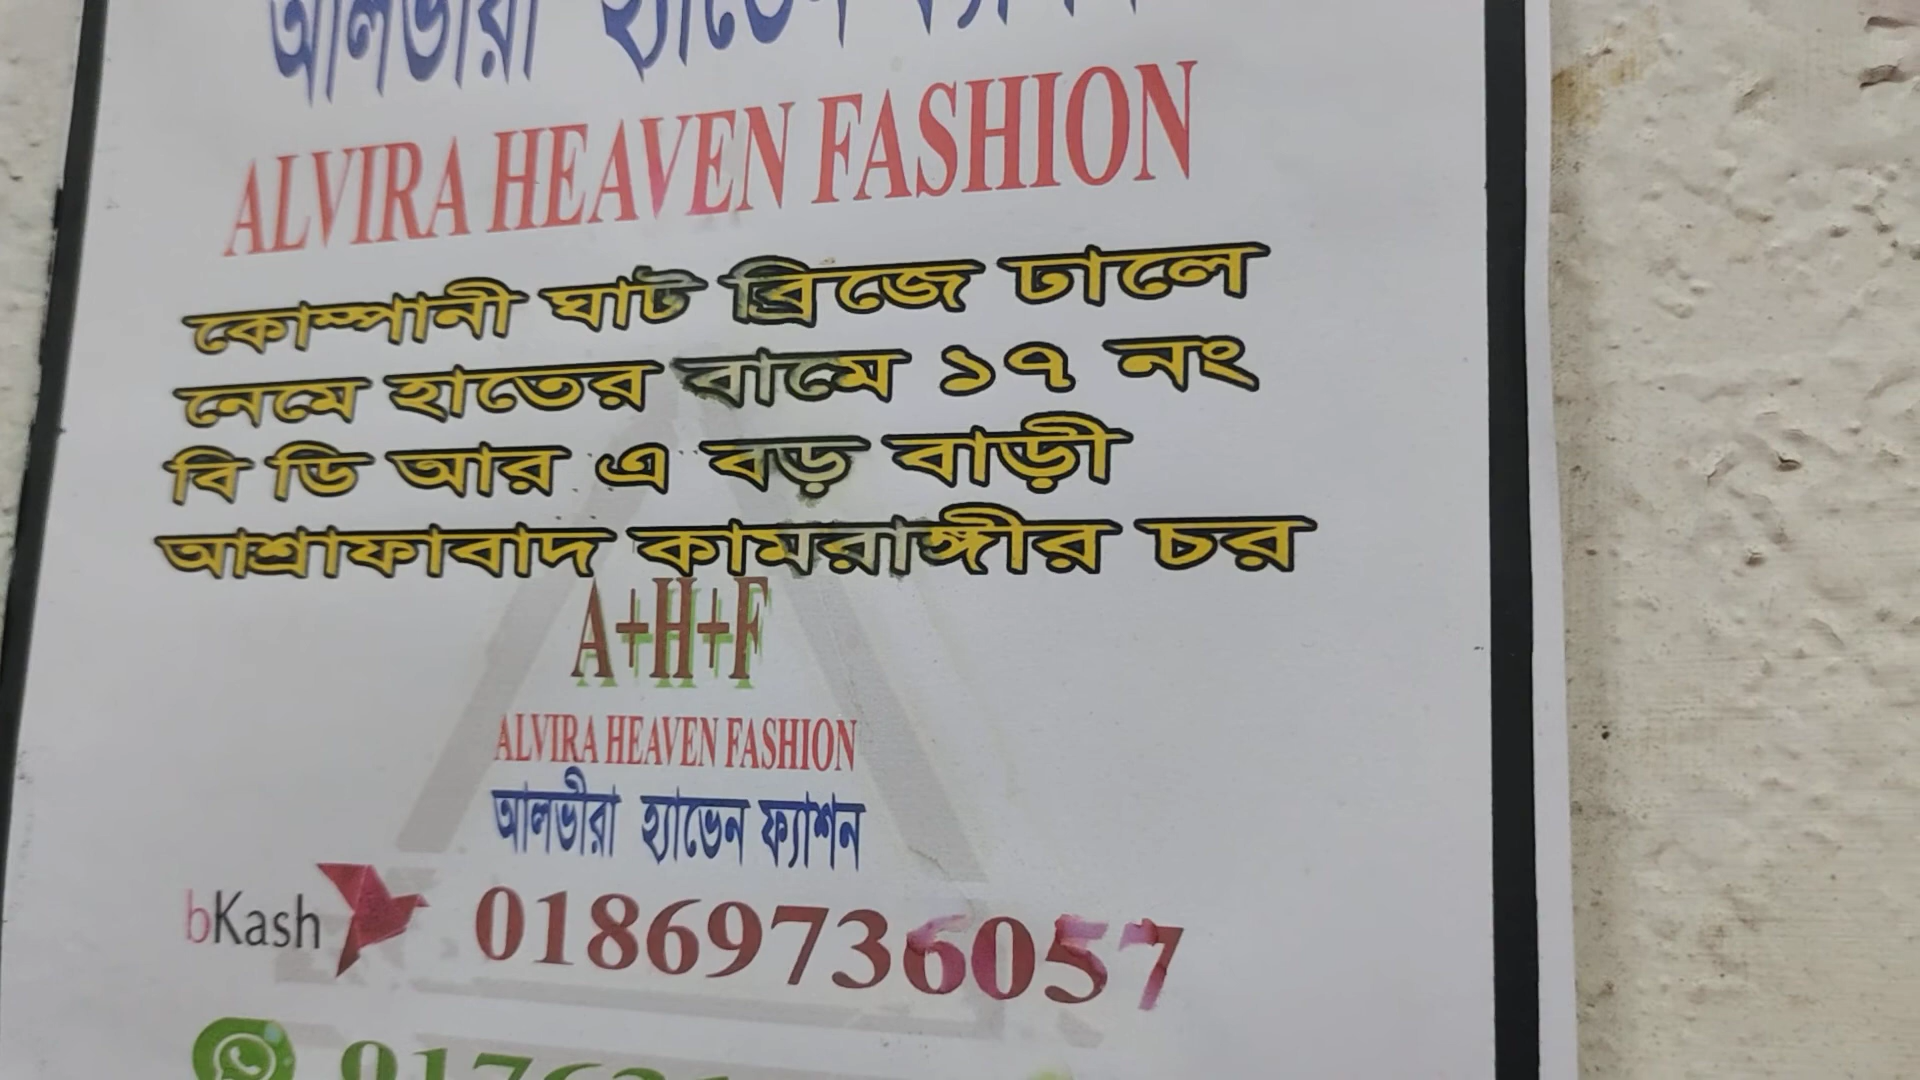 আলভীরা হ্যাভেন ফ্যাশন
ALVIRA HEAVEN FASHION
কোম্পানী ঘাট ব্রিজে ঢালে
নেমে হাতের বামে ১৭ নং
বি ডি আর এ বড় বাড়ী
আশ্রাফাবাদ কামরাঙ্গীর চর
A+H+F
ALVIRA HEAVEN FASHION
আলভীরা হ্যাভেন ফ্যাশন
bKash 01869736057